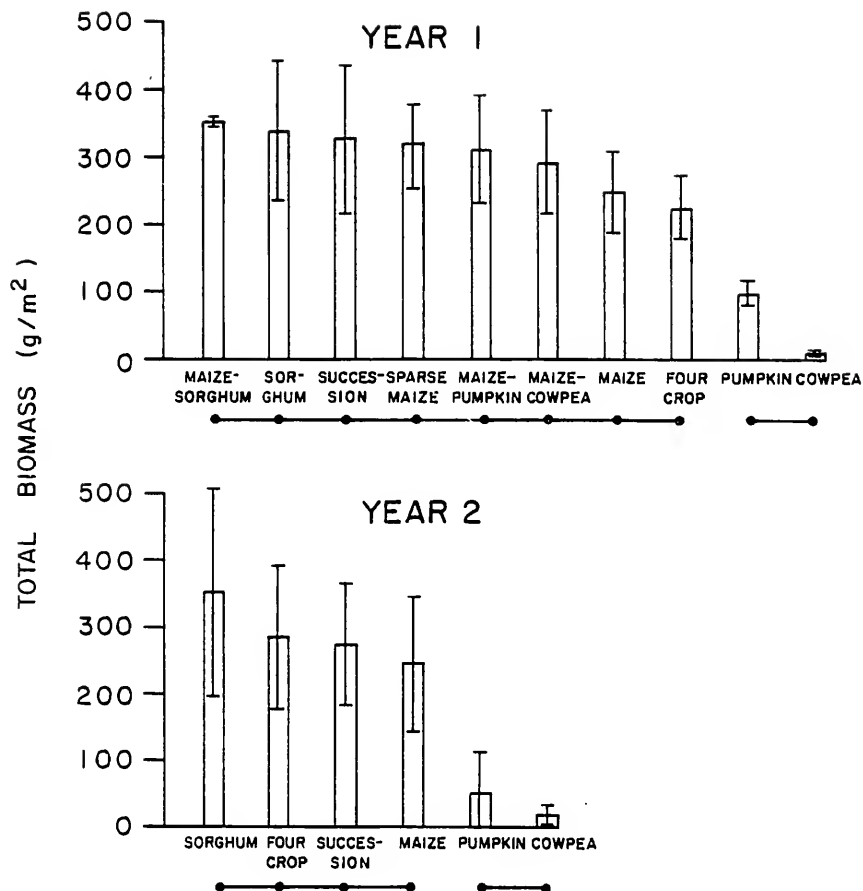 TOTAL BIOMASS (g/m²)
YEAR 1
500
400
300
200
100
0
MAIZE-
SORGHUM
SOR-
GHUM
SUCCES-
SION
SPARSE
MAIZE
MAIZE-
PUMPKIN
MAIZE-
COWPEA
MAIZE
FOUR
CROP
PUMPKIN
COWPEA
YEAR 2
500
400
300
200
100
0
SORGHUM
FOUR
CROP
SUCCES-
SION
MAIZE
PUMPKIN
COWPEA